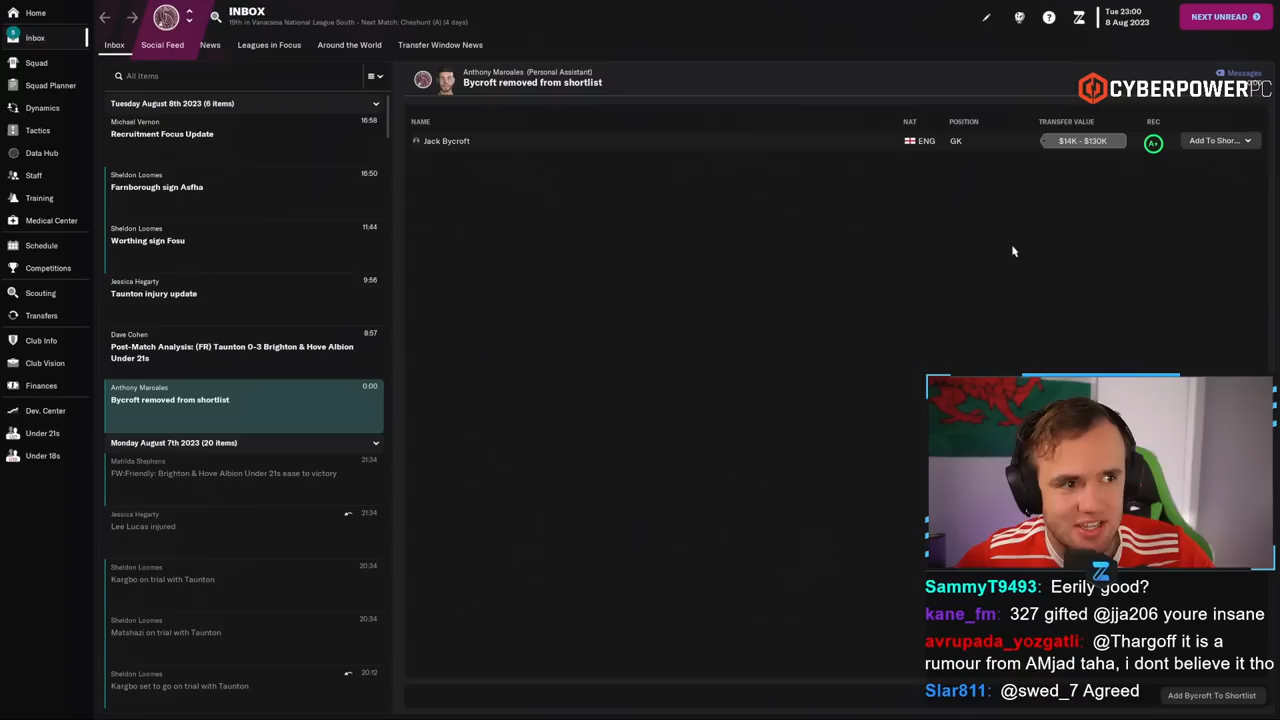 Home
Inbox
Squad
Squad Planner
Dynamics
Tactics
Data Hub
Staff
Training
Medical Center
Schedule
Competitions
Scouting
Transfers
Club Info
Club Vision
Finances
Dev. Center
Under 21s
Under 18s
INBOX
19th in Vanarama National League South - Next Match: Cheshunt (A) (4 days)
Tue 23:00
8 Aug 2023
NEXT UNREAD
Inbox
Social Feed
News
Leagues in Focus
Around the World
Transfer Window News
All Items
Tuesday August 8th 2023 (6 items)
Michael Vernon 16:58
Recruitment Focus Update
Sheldon Loomes 16:50
Farnborough sign Asfha
Sheldon Loomes 11:44
Worthing sign Fosu
Jessica Hegarty 9:56
Taunton injury update
Dave Cohen 8:57
Post-Match Analysis: (FR) Taunton 0-3 Brighton & Hove Albion
Under 21s
Anthony Maroales 0:00
Bycroft removed from shortlist
Monday August 7th 2023 (20 items)
Matilda Stephens 21:34
FW:Friendly: Brighton & Hove Albion Under 21s ease to victory
Jessica Hegarty 21:34
Lee Lucas injured
Sheldon Loomes 20:34
Kargbo on trial with Taunton
Sheldon Loomes 20:34
Matshazi on trial with Taunton
Sheldon Loomes 20:12
Kargbo set to go on trial with Taunton
Anthony Maroales (Personal Assistant)
Bycroft removed from shortlist
Messages
CYBERPOWERPC
NAME NAT POSITION TRANSFER VALUE REC
Jack Bycroft ENG GK $14K - $130K A+ Add To Shor...
SammyT9493: Eerily good?
kane_fm: 327 gifted @jja206 youre insane
avrupada_yozgatli: @Thargoff it is a
rumour from AMjad taha, i dont believe it tho
Slar811: @swed_7 Agreed
Add Bycroft To Shortlist